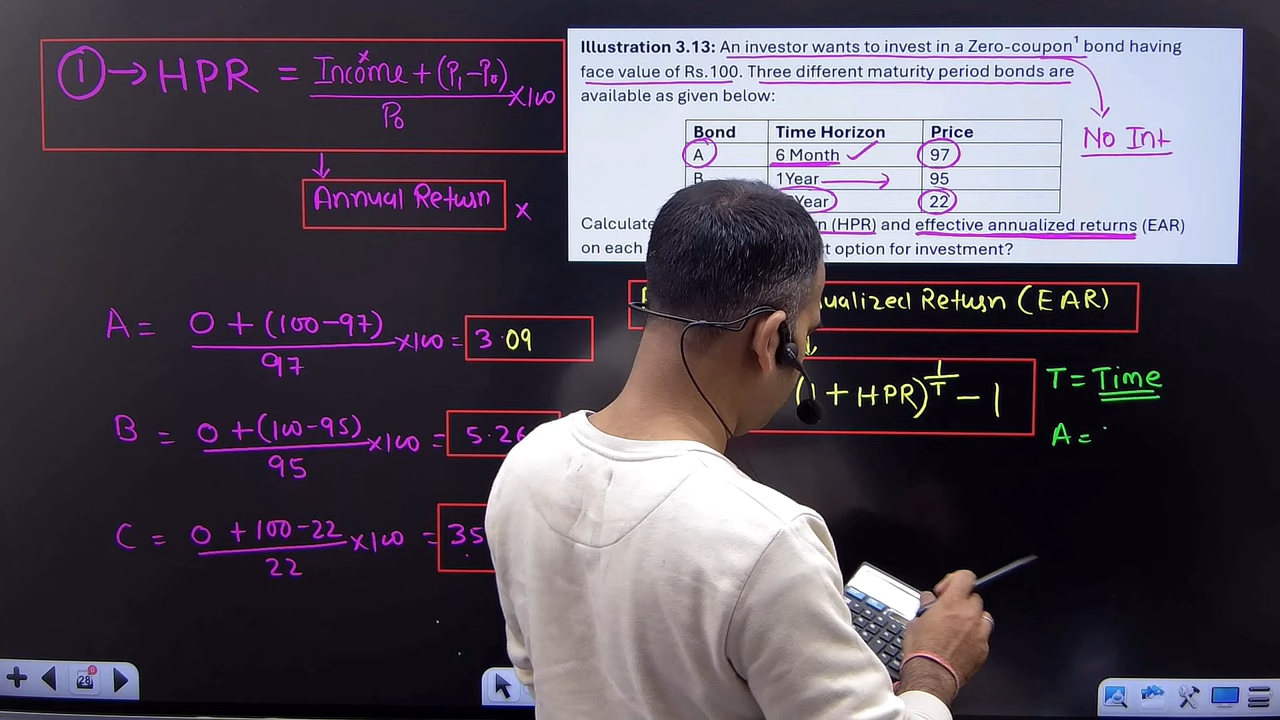 ① → HPR = Income + (P₁-P₀) / P₀ ×100
Annual Return ×
Illustration 3.13: An investor wants to invest in a Zero-coupon¹ bond having
face value of Rs.100. Three different maturity period bonds are
available as given below:
No Int
Bond Time Horizon Price
A 6 Month ✓ 97
B 1Year → 95
Year 22
Calculate (HPR) and effective annualized returns (EAR)
on each option for investment?
Return (EAR)
(1 + HPR)^(1/T) - 1
T = Time
A =
A = 0 + (100-97) / 97 ×100 = 3.09
B = 0 + (100-95) / 95 ×100 = 5.26
C = 0 + 100-22 / 22 ×100 =
28